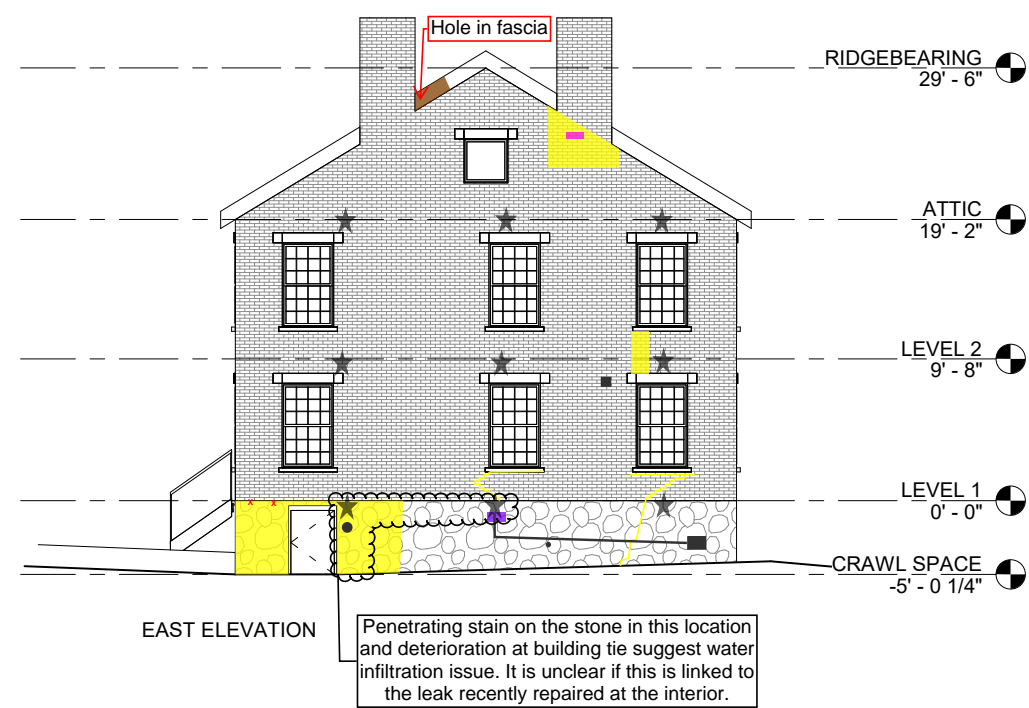 Hole in fascia
RIDGEBEARING
29' - 6"
ATTIC
19' - 2"
LEVEL 2
9' - 8"
LEVEL 1
0' - 0"
CRAWL SPACE
-5' - 0 1/4"
EAST ELEVATION
Penetrating stain on the stone in this location
and deterioration at building tie suggest water
infiltration issue. It is unclear if this is linked to
the leak recently repaired at the interior.